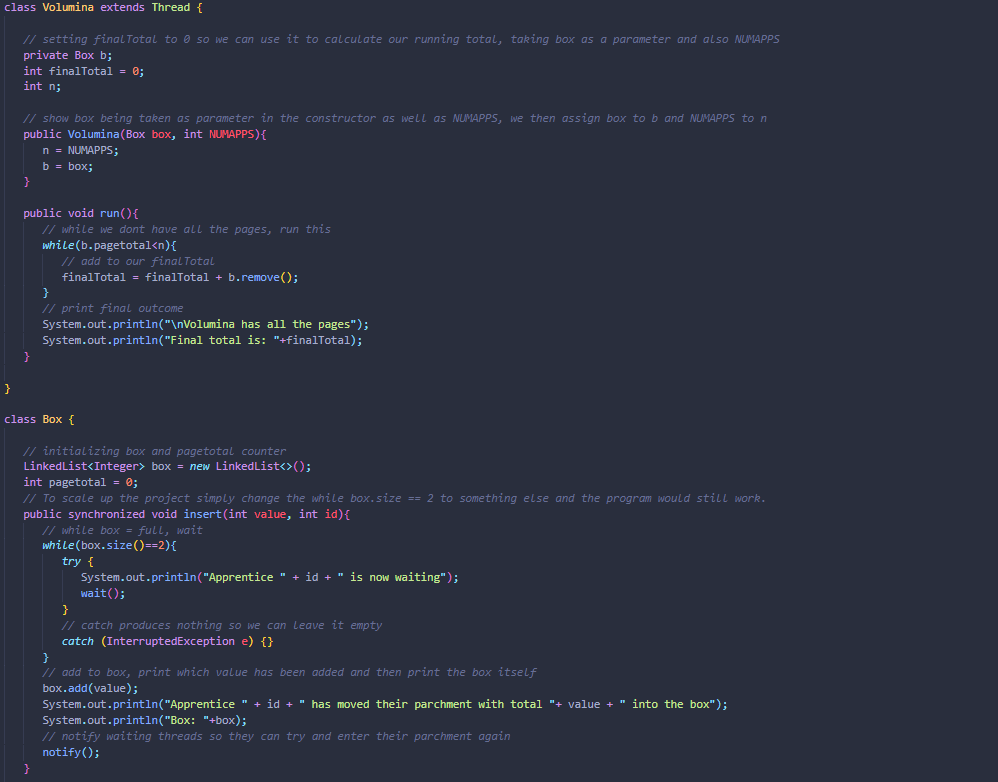 class Volumina extends Thread {
// setting finalTotal to 0 so we can use it to calculate our running total, taking box as a parameter and also NUMAPPS
private Box b;
int finalTotal = 0;
int n;
// show box being taken as parameter in the constructor as well as NUMAPPS, we then assign box to b and NUMAPPS to n
public Volumina(Box box, int NUMAPPS){
n = NUMAPPS;
b = box;
}
public void run(){
// while we dont have all the pages, run this
while(b.pagetotal<n){
// add to our finalTotal
finalTotal = finalTotal + b.remove();
}
// print final outcome
System.out.println("\nVolumina has all the pages");
System.out.println("Final total is: "+finalTotal);
}
}
class Box {
// initializing box and pagetotal counter
LinkedList<Integer> box = new LinkedList<>();
int pagetotal = 0;
// To scale up the project simply change the while box.size == 2 to something else and the program would still work.
public synchronized void insert(int value, int id){
// while box = full, wait
while(box.size()==2){
try {
System.out.println("Apprentice " + id + " is now waiting");
wait();
}
// catch produces nothing so we can leave it empty
catch (InterruptedException e) {}
}
// add to box, print which value has been added and then print the box itself
box.add(value);
System.out.println("Apprentice " + id + " has moved their parchment with total "+ value + " into the box");
System.out.println("Box: "+box);
// notify waiting threads so they can try and enter their parchment again
notify();
}